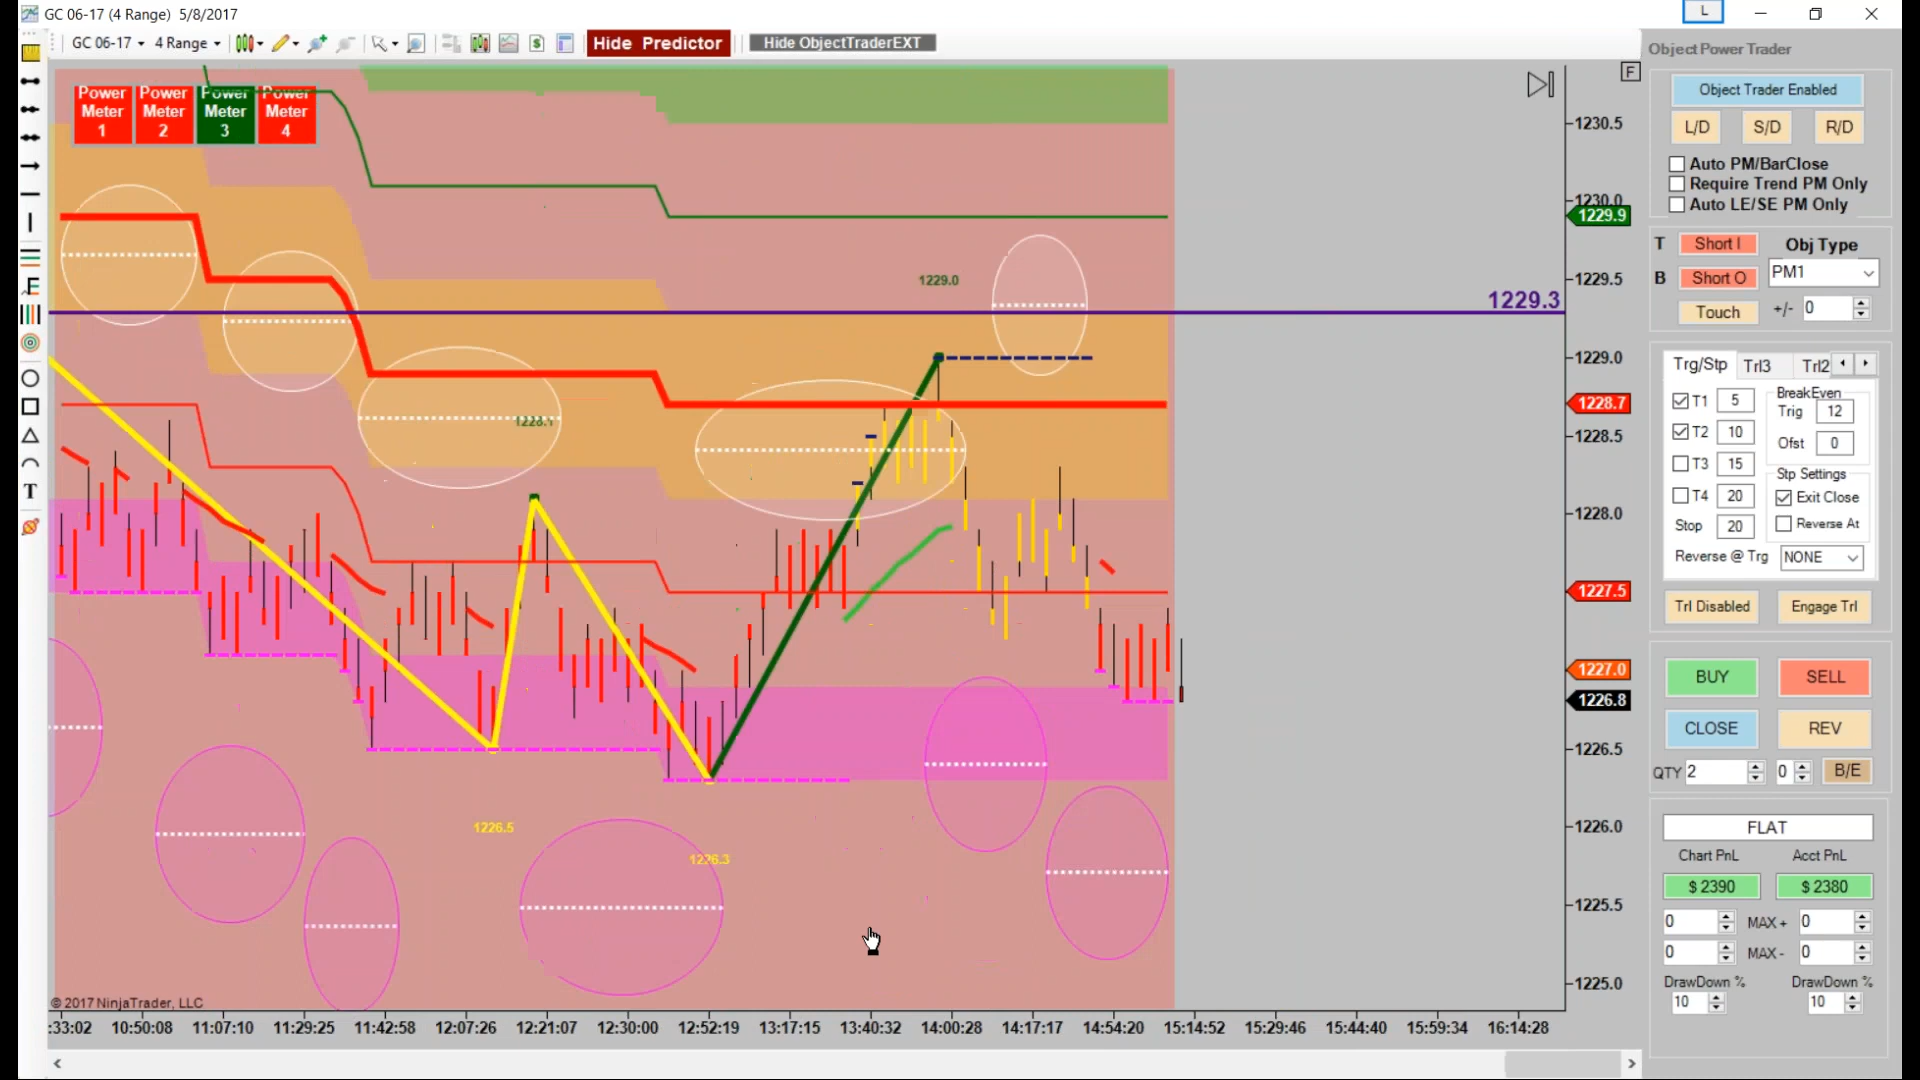 GC 06-17 (4 Range) 5/8/2017
L
GC 06-17 4 Range
Hide Predictor
Hide ObjectTraderEXT
Power Meter 1
Power Meter 2
Power Meter 3
Power Meter 4
F
T
1230.5
1230.0
1229.9
1229.5
1229.3
1229.0
1229.0
1228.7
1228.5
1228.0
1227.5
1227.0
1226.8
1226.5
1226.5
1226.3
1226.0
1225.5
1225.0
© 2017 NinjaTrader, LLC
:33:02 10:50:08 11:07:10 11:29:25 11:42:58 12:07:26 12:21:07 12:30:00 12:52:19 13:17:15 13:40:32 14:00:28 14:17:17 14:54:20 15:14:52 15:29:46 15:44:40 15:59:34 16:14:28
Object Power Trader
Object Trader Enabled
L/D S/D R/D
Auto PM/BarClose
Require Trend PM Only
Auto LE/SE PM Only
T Short I Obj Type
B Short O PM1
Touch +/- 0
Trg/Stp Trl3 Trl2
T1 5
T2 10
T3 15
T4 20
Stop 20
BreakEven
Trig 12
Ofst 0
Stp Settings
Exit Close
Reverse At
Reverse @ Trg NONE
Trl Disabled Engage Trl
BUY SELL
CLOSE REV
QTY 2 0 B/E
FLAT
Chart PnL Acct PnL
$ 2390 $ 2380
0 MAX + 0
0 MAX - 0
DrawDown % DrawDown %
10 10